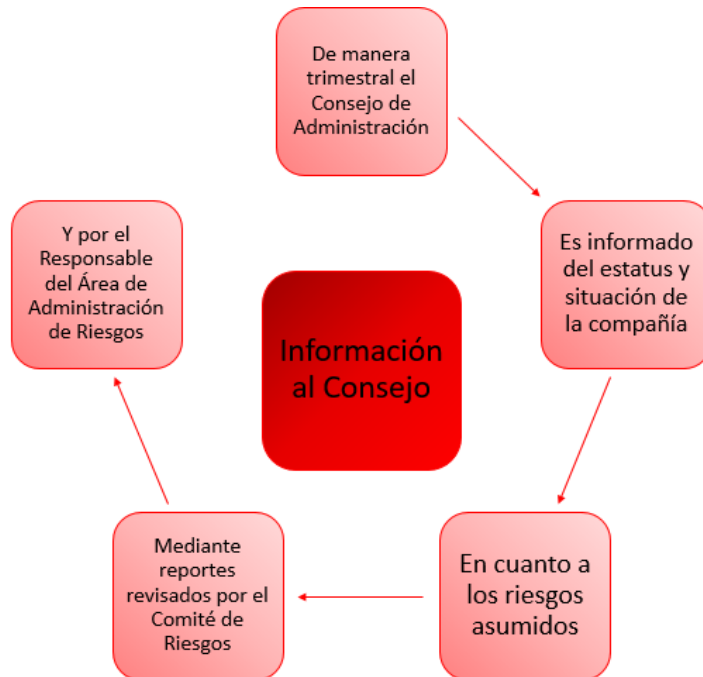 De manera
trimestral el
Consejo de
Administración
Es informado
del estatus y
situación de
la compañía
En cuanto a
los riesgos
asumidos
Mediante
reportes
revisados por el
Comité de
Riesgos
Y por el
Responsable
del Área de
Administración
de Riesgos
Información
al Consejo